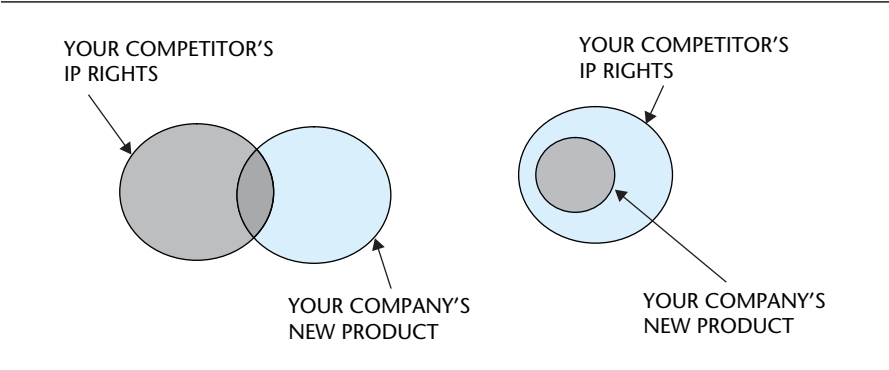 YOUR COMPETITOR'S
IP RIGHTS
YOUR COMPANY'S
NEW PRODUCT
YOUR COMPETITOR'S
IP RIGHTS
YOUR COMPANY'S
NEW PRODUCT